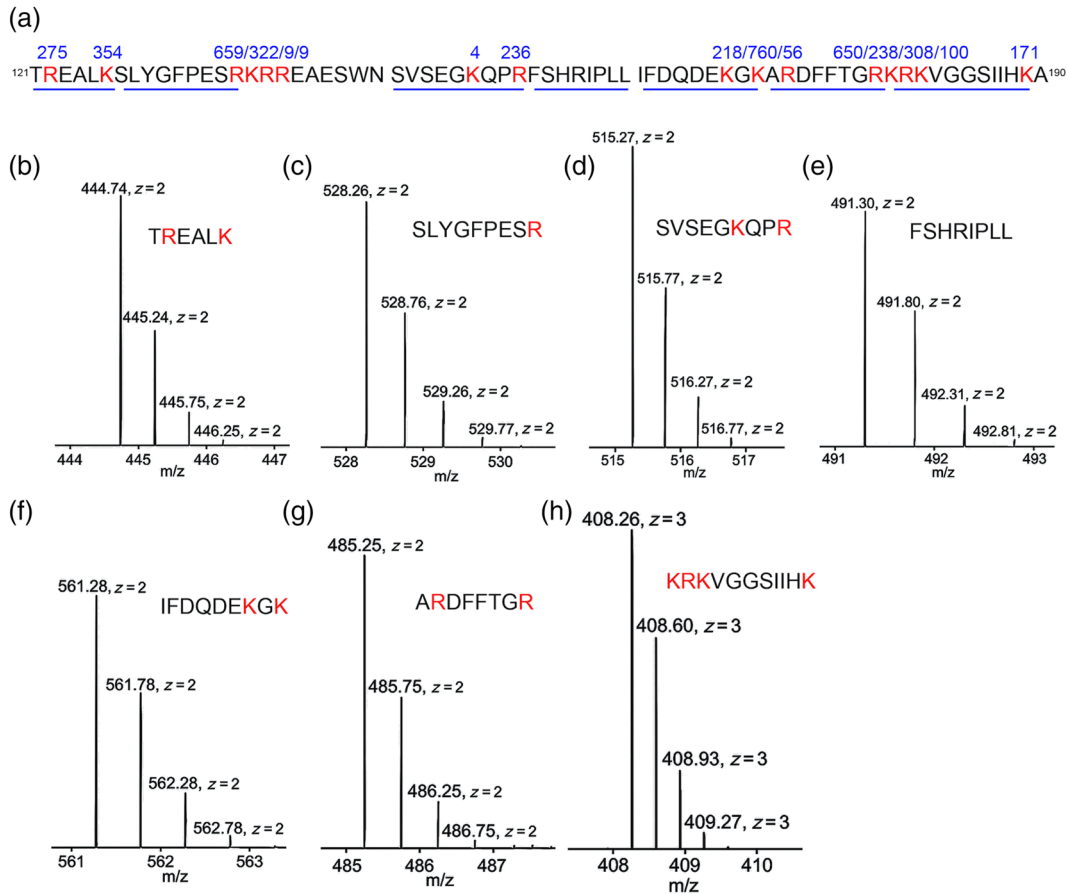 (a)
275 354 659/322/9/9 4 236 218/760/56 650/238/308/100 171
121TREALKSLYGFPESRKRREAESWN SVSEGKQPRFSHRIPLL IFDQDEKGKARDFFTGRKRKVGGSIIHKA190
(b)
444.74, z=2
TREALK
445.24, z=2
445.75, z=2
446.25, z=2
444 445 446 447
m/z
(c)
528.26, z=2
SLYGFPESR
528.76, z=2
529.26, z=2
529.77, z=2
528 529 530
m/z
(d)
515.27, z=2
SVSEGKQPR
515.77, z=2
516.27, z=2
516.77, z=2
515 516 517
m/z
(e)
491.30, z=2
FSHRIPLL
491.80, z=2
492.31, z=2
492.81, z=2
491 492 493
m/z
(f)
561.28, z=2
IFDQDEKGK
561.78, z=2
562.28, z=2
562.78, z=2
561 562 563
m/z
(g)
485.25, z=2
ARDFFTGR
485.75, z=2
486.25, z=2
486.75, z=2
485 486 487
m/z
(h)
408.26, z=3
KRKVGGSIIHK
408.60, z=3
408.93, z=3
409.27, z=3
408 409 410
m/z